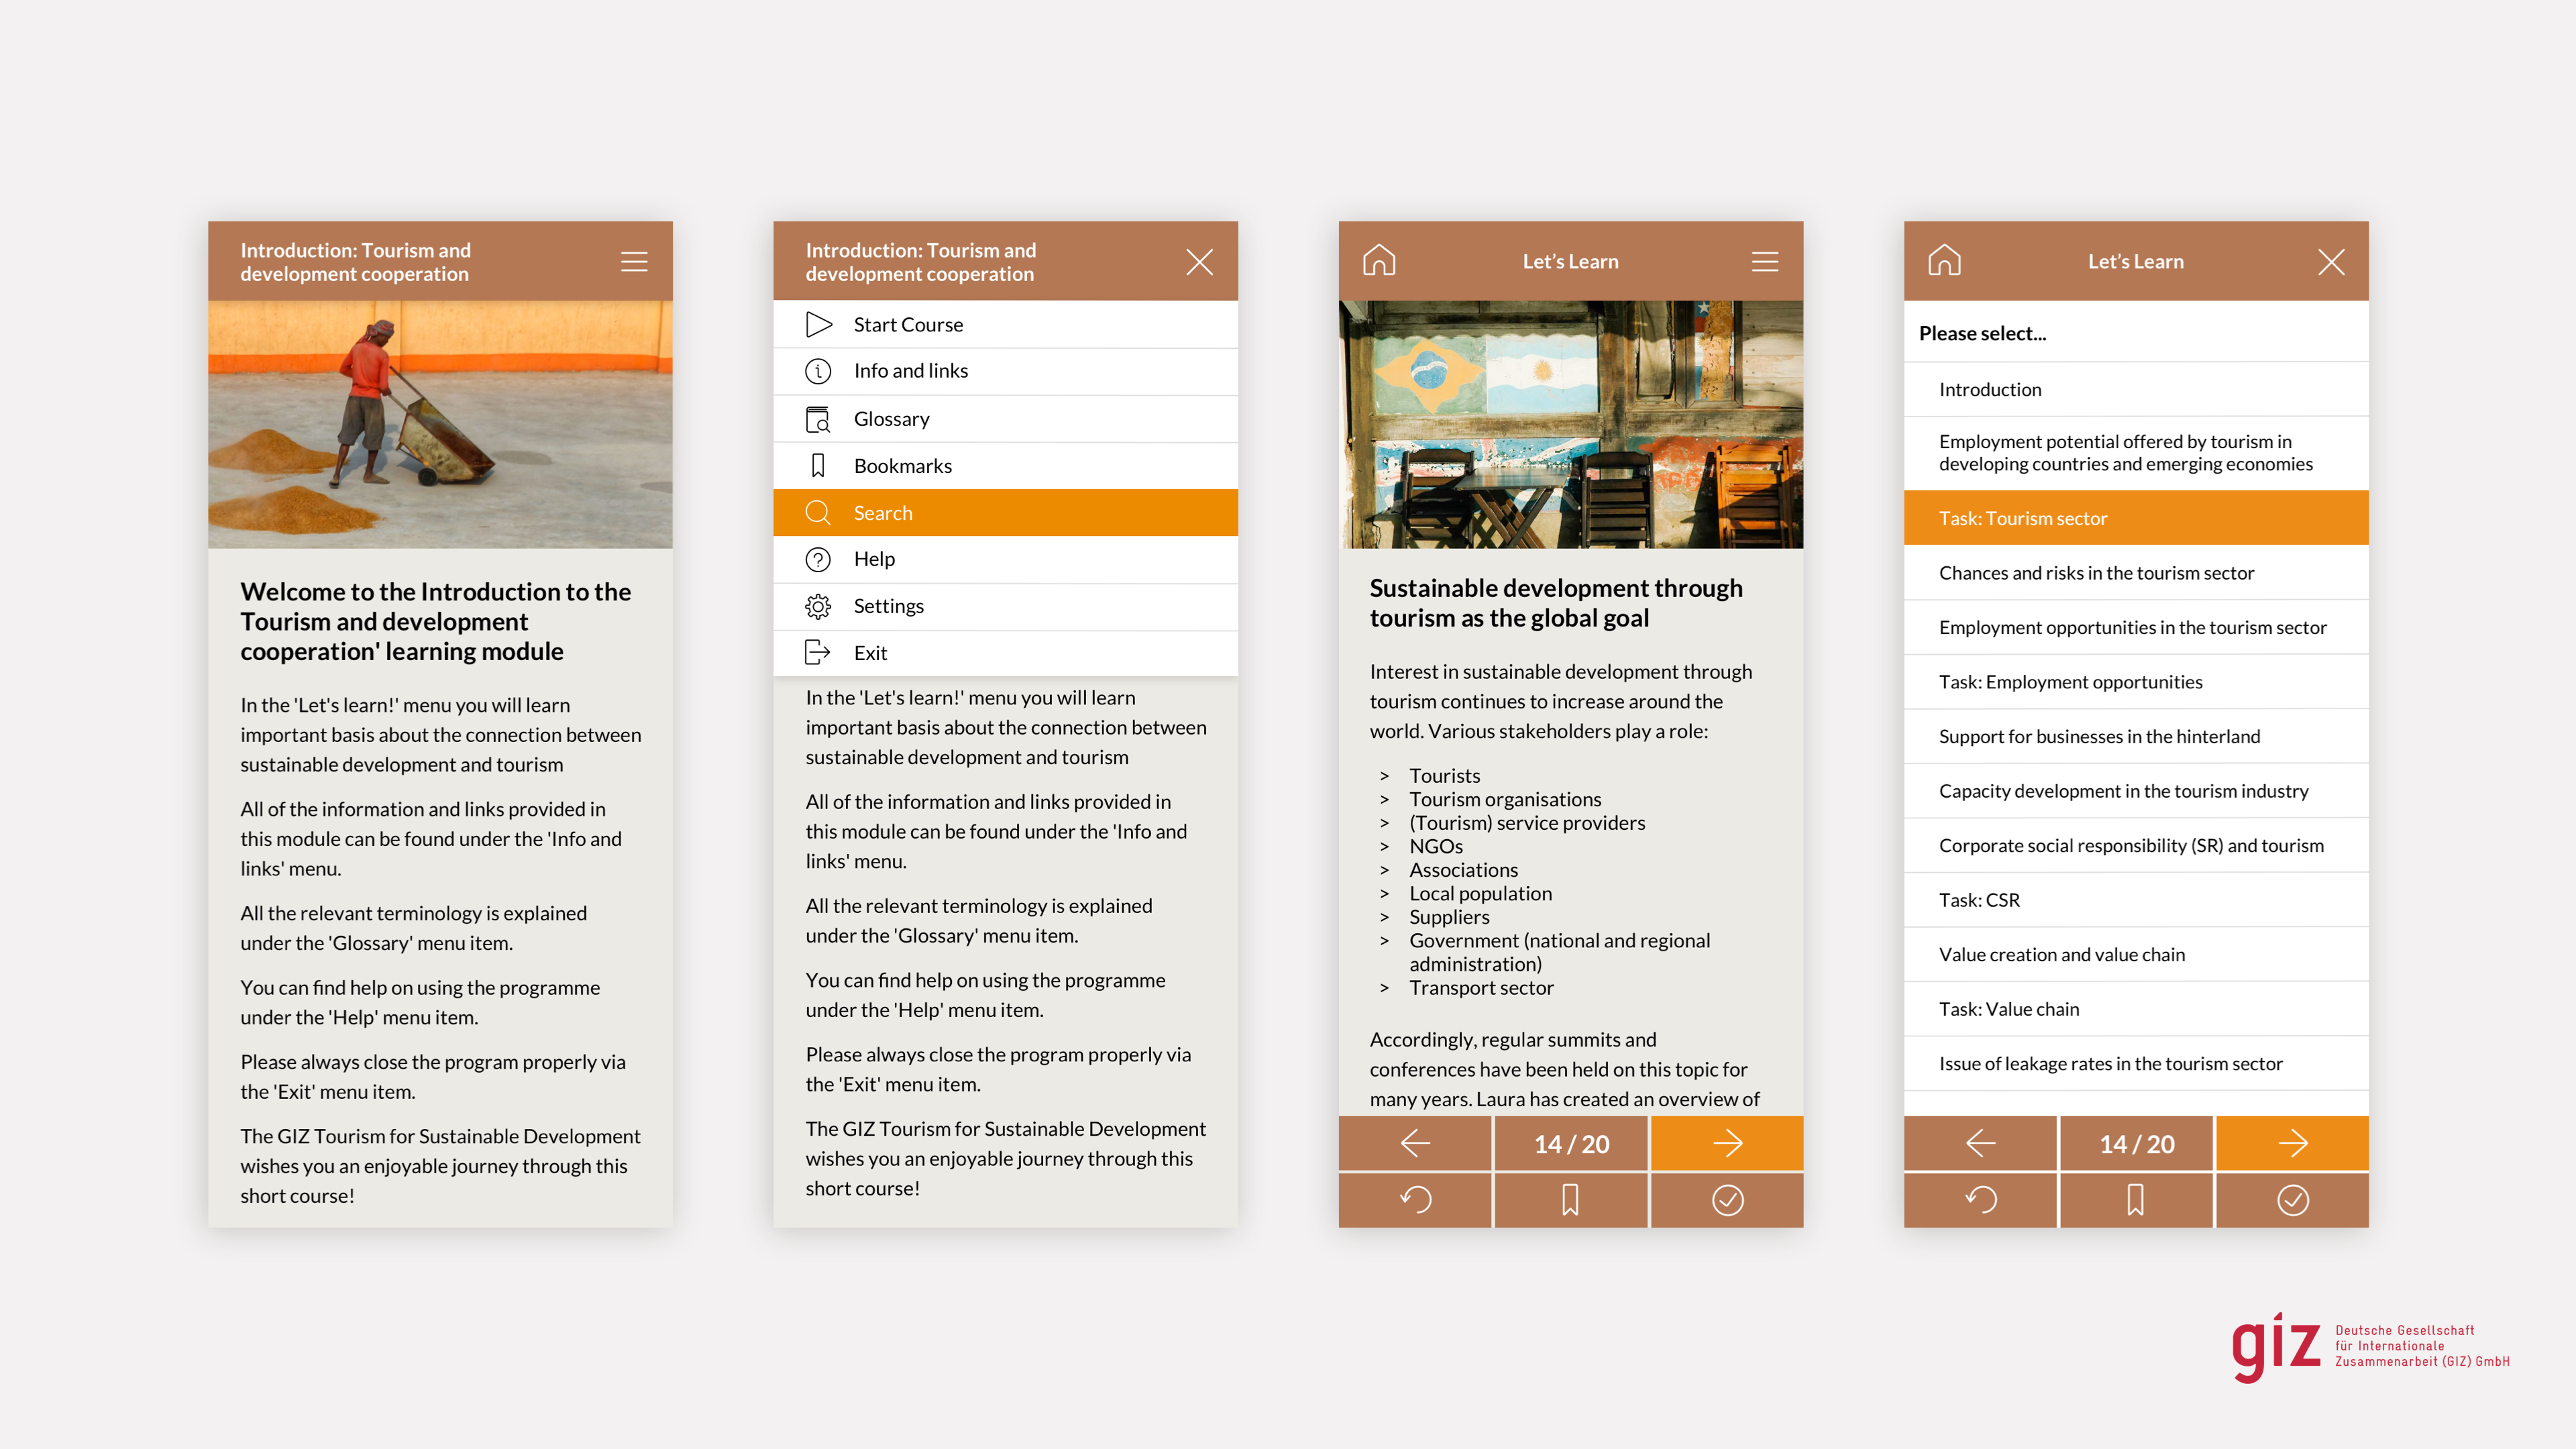 Introduction: Tourism and
development cooperation
Welcome to the Introduction to the
Tourism and development
cooperation' learning module
In the 'Let's learn!' menu you will learn
important basis about the connection between
sustainable development and tourism
All of the information and links provided in
this module can be found under the 'Info and
links' menu.
All the relevant terminology is explained
under the 'Glossary' menu item.
You can find help on using the programme
under the 'Help' menu item.
Please always close the program properly via
the 'Exit' menu item.
The GIZ Tourism for Sustainable Development
wishes you an enjoyable journey through this
short course!
Introduction: Tourism and
development cooperation
Start Course
Info and links
Glossary
Bookmarks
Search
Help
Settings
Exit
In the 'Let's learn!' menu you will learn
important basis about the connection between
sustainable development and tourism
All of the information and links provided in
this module can be found under the 'Info and
links' menu.
All the relevant terminology is explained
under the 'Glossary' menu item.
You can find help on using the programme
under the 'Help' menu item.
Please always close the program properly via
the 'Exit' menu item.
The GIZ Tourism for Sustainable Development
wishes you an enjoyable journey through this
short course!
Let's Learn
Sustainable development through
tourism as the global goal
Interest in sustainable development through
tourism continues to increase around the
world. Various stakeholders play a role:
> Tourists
> Tourism organisations
> (Tourism) service providers
> NGOs
> Associations
> Local population
> Suppliers
> Government (national and regional
administration)
> Transport sector
Accordingly, regular summits and
conferences have been held on this topic for
many years. Laura has created an overview of
14 / 20
Let's Learn
Please select...
Introduction
Employment potential offered by tourism in
developing countries and emerging economies
Task: Tourism sector
Chances and risks in the tourism sector
Employment opportunities in the tourism sector
Task: Employment opportunities
Support for businesses in the hinterland
Capacity development in the tourism industry
Corporate social responsibility (SR) and tourism
Task: CSR
Value creation and value chain
Task: Value chain
Issue of leakage rates in the tourism sector
14 / 20
giz
Deutsche Gesellschaft
für Internationale
Zusammenarbeit (GIZ) GmbH